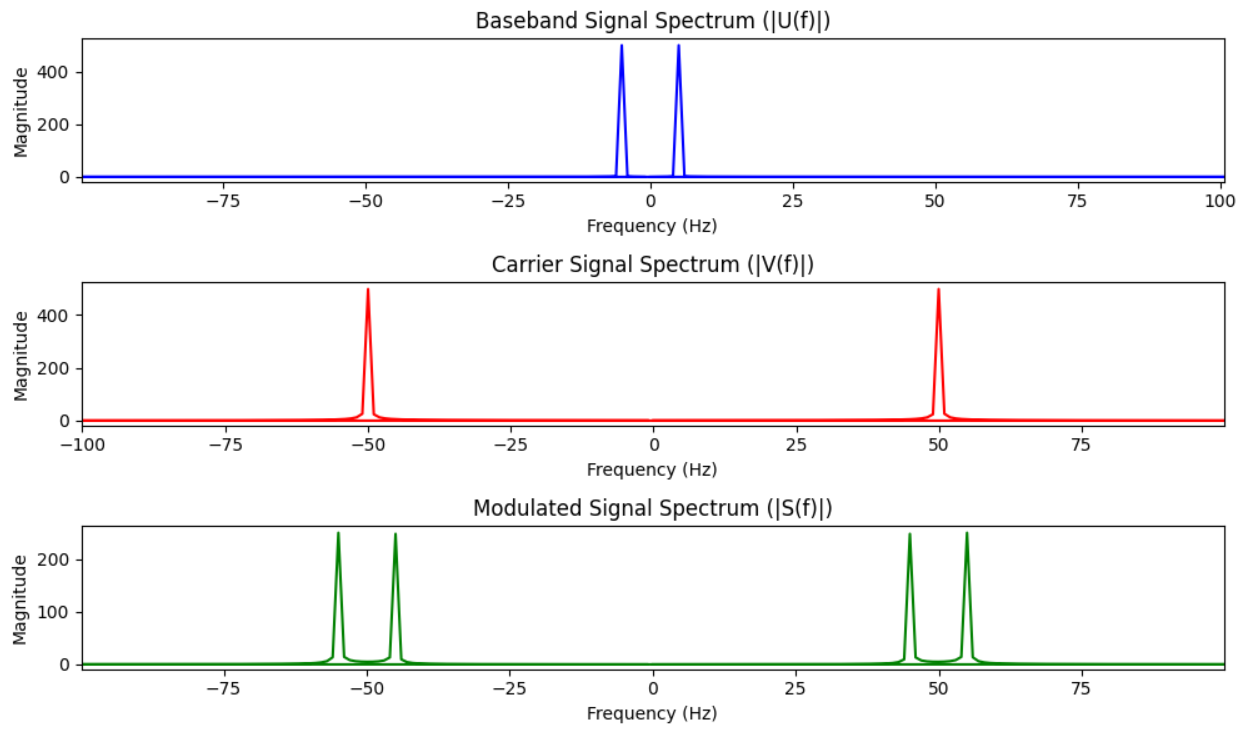 Baseband Signal Spectrum (|U(f)|)
Magnitude
400
200
0
−75 −50 −25 0 25 50 75 100
Frequency (Hz)
Carrier Signal Spectrum (|V(f)|)
Magnitude
400
200
0
−100 −75 −50 −25 0 25 50 75
Frequency (Hz)
Modulated Signal Spectrum (|S(f)|)
Magnitude
200
100
0
−75 −50 −25 0 25 50 75
Frequency (Hz)